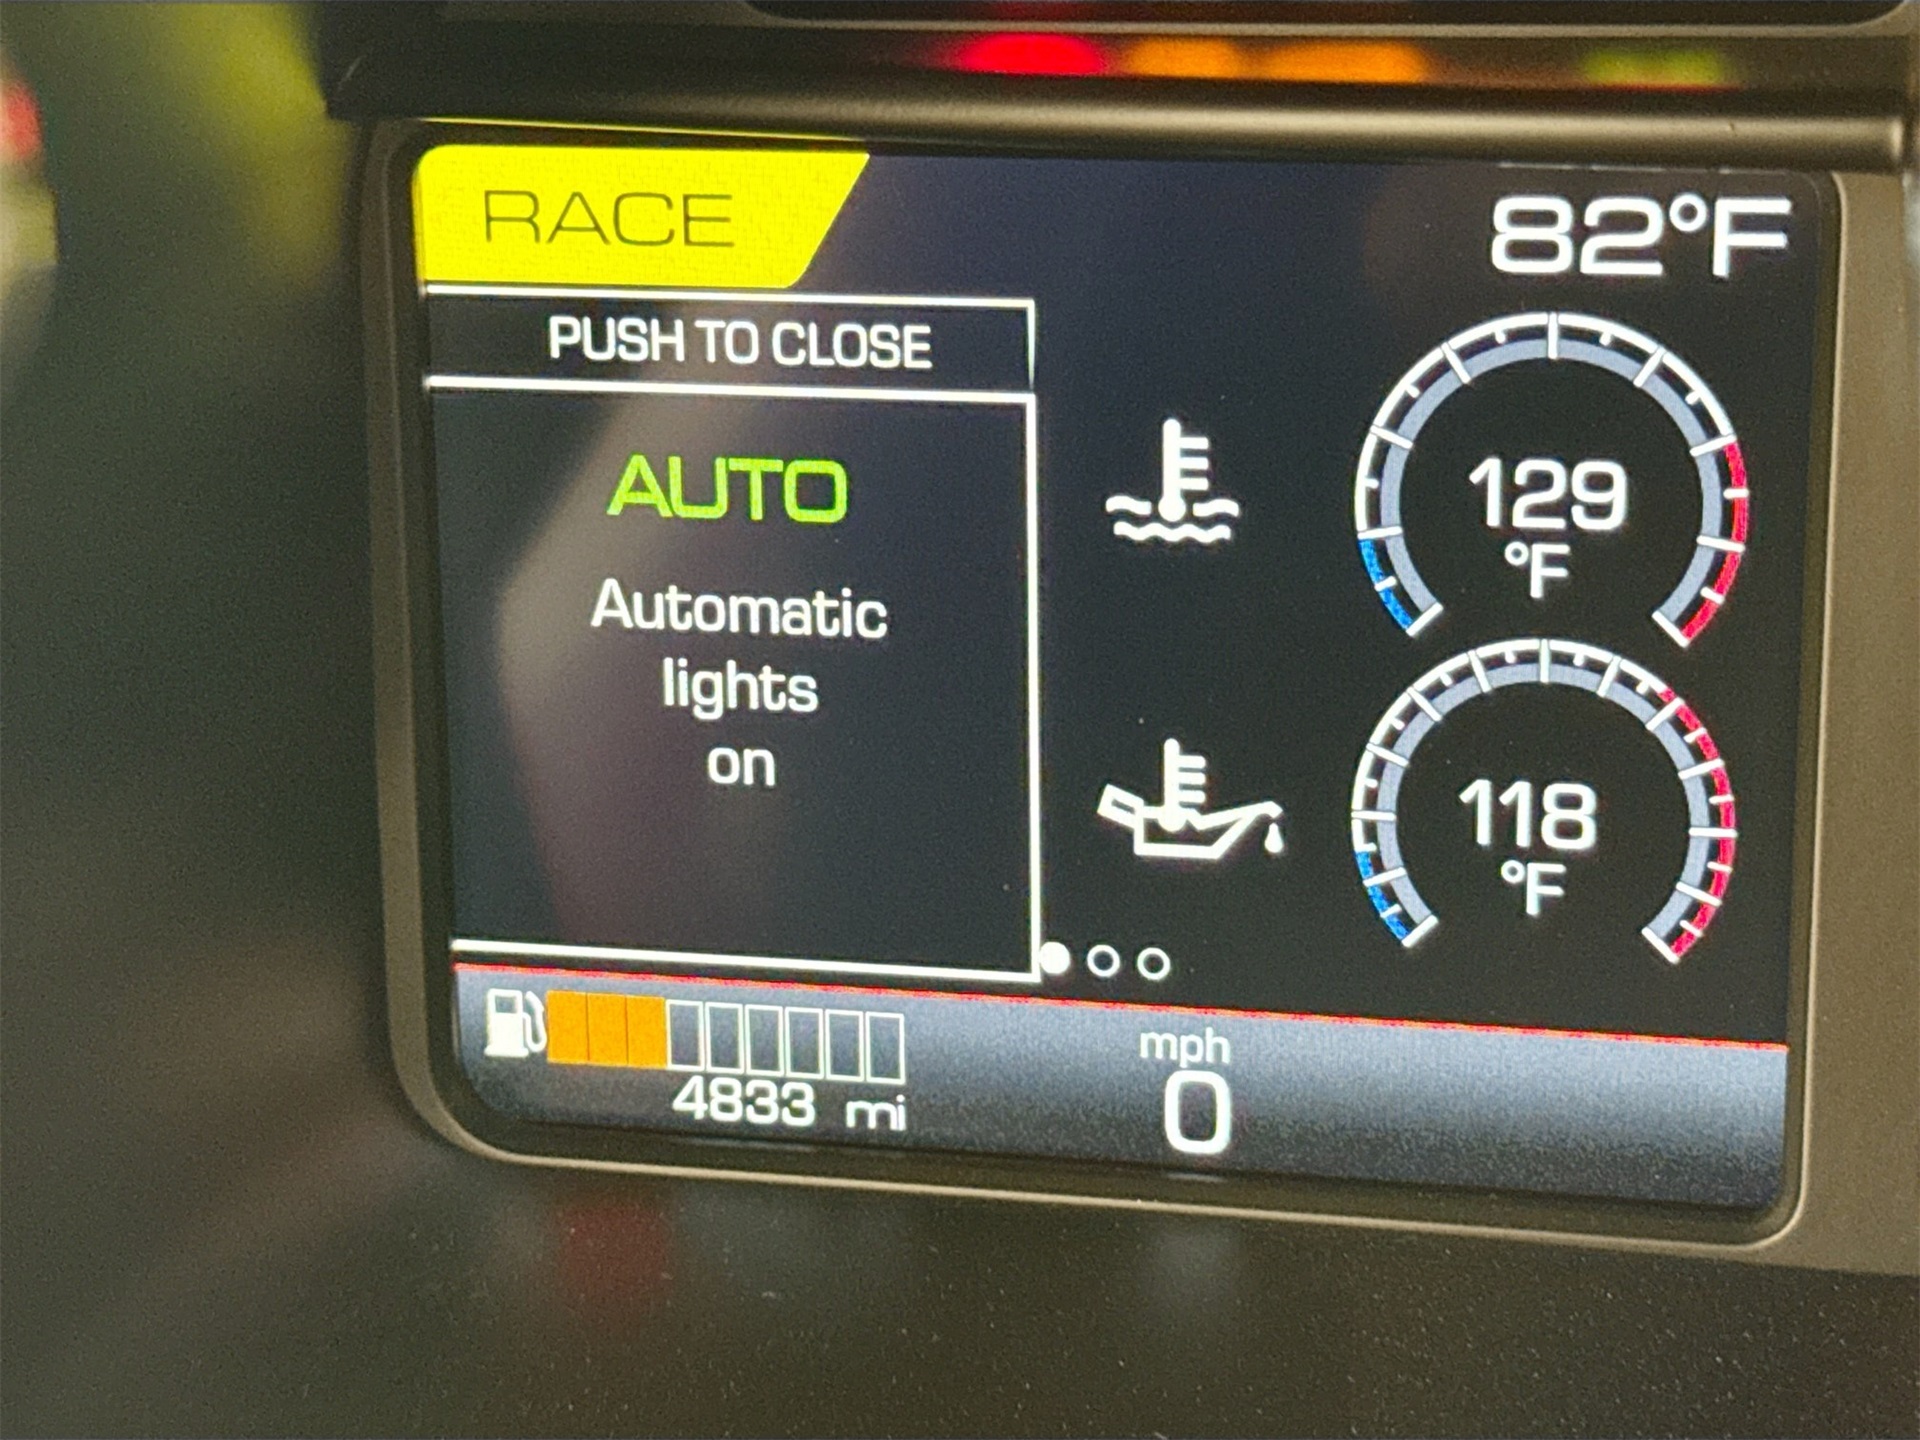 RACE
82°F
PUSH TO CLOSE
AUTO
Automatic
lights
on
129
°F
118
°F
4833 mi
mph
0